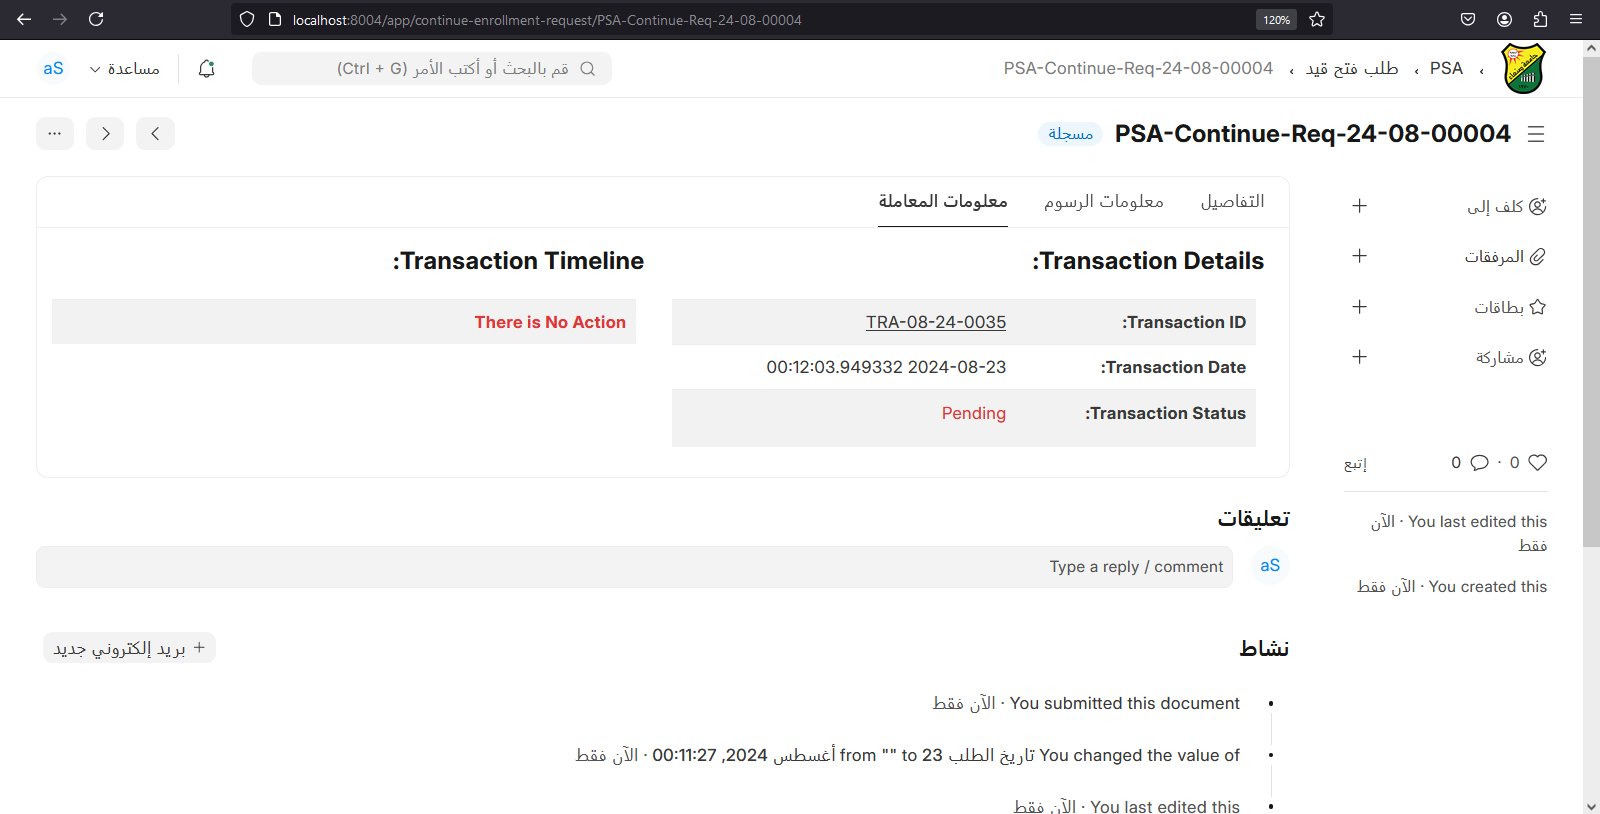 localhost:8004/app/continue-enrollment-request/PSA-Continue-Req-24-08-00004
120%
PSA
طلب فتح قيد
PSA-Continue-Req-24-08-00004
قم بالبحث أو أكتب الأمر (Ctrl + G)
مساعدة
aS
PSA-Continue-Req-24-08-00004
مسجلة
كلف إلى
المرفقات
بطاقات
مشاركة
0 · 0
إتبع
You last edited this · الآن
فقط
You created this · الآن فقط
التفاصيل
معلومات الرسوم
معلومات المعاملة
Transaction Details:
Transaction ID: TRA-08-24-0035
Transaction Date: 00:12:03.949332 2024-08-23
Transaction Status: Pending
Transaction Timeline:
There is No Action
تعليقات
aS
Type a reply / comment
نشاط
بريد إلكتروني جديد
You submitted this document · الآن فقط
You changed the value of تاريخ الطلب from "" to 23 أغسطس 2024, 00:11:27 · الآن فقط
You last edited this · الآن فقط